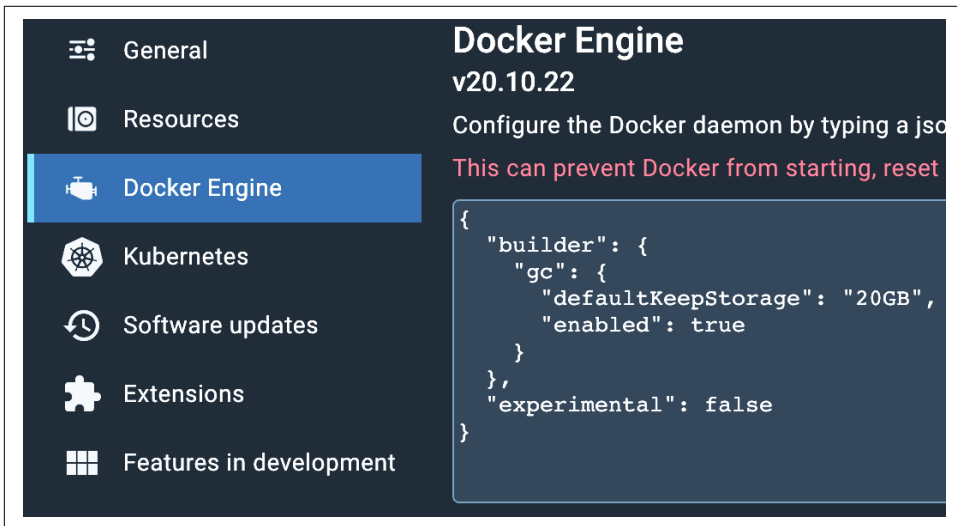 General
Resources
Docker Engine
Kubernetes
Software updates
Extensions
Features in development
Docker Engine
v20.10.22
Configure the Docker daemon by typing a jso
This can prevent Docker from starting, reset
{
  "builder": {
    "gc": {
      "defaultKeepStorage": "20GB",
      "enabled": true
    }
  },
  "experimental": false
}